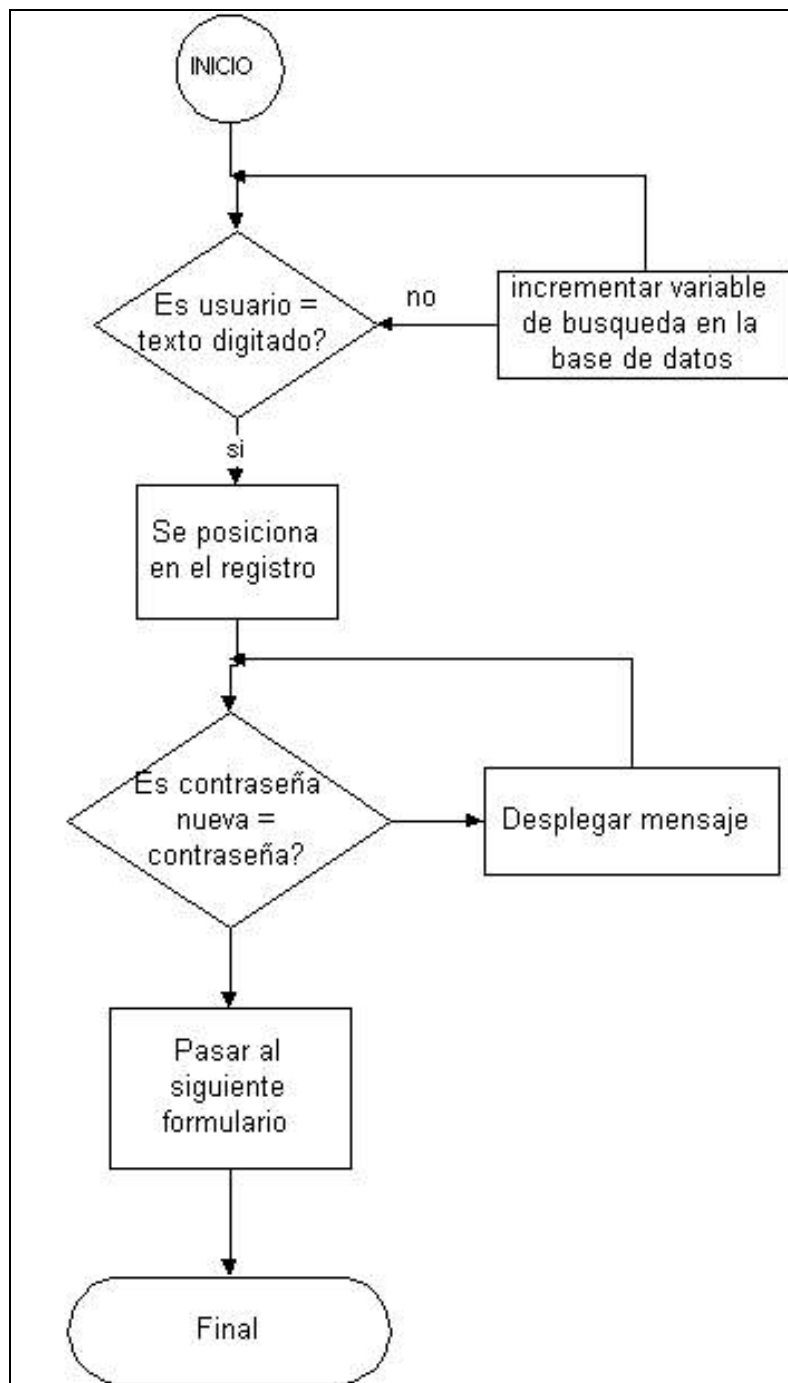 INICIO
Es usuario =
texto digitado?
no
incrementar variable
de busqueda en la
base de datos
si
Se posiciona
en el registro
Es contraseña
nueva =
contraseña?
Desplegar mensaje
Pasar al
siguiente
formulario
Final